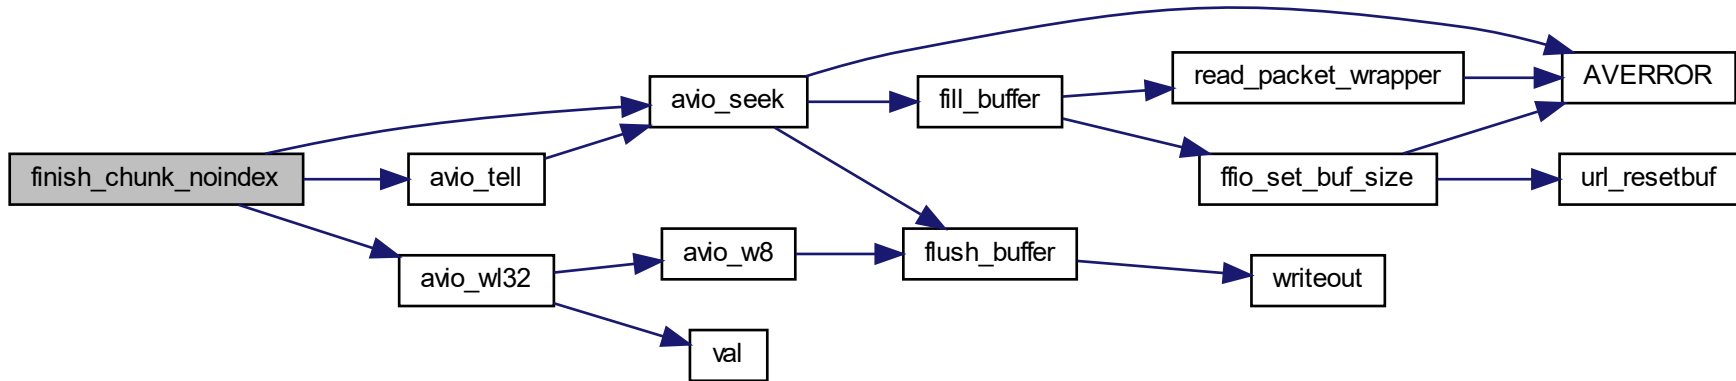 finish_chunk_noindex
avio_seek
avio_tell
avio_wl32
fill_buffer
read_packet_wrapper
AVERROR
ffio_set_buf_size
url_resetbuf
avio_w8
flush_buffer
writeout
val